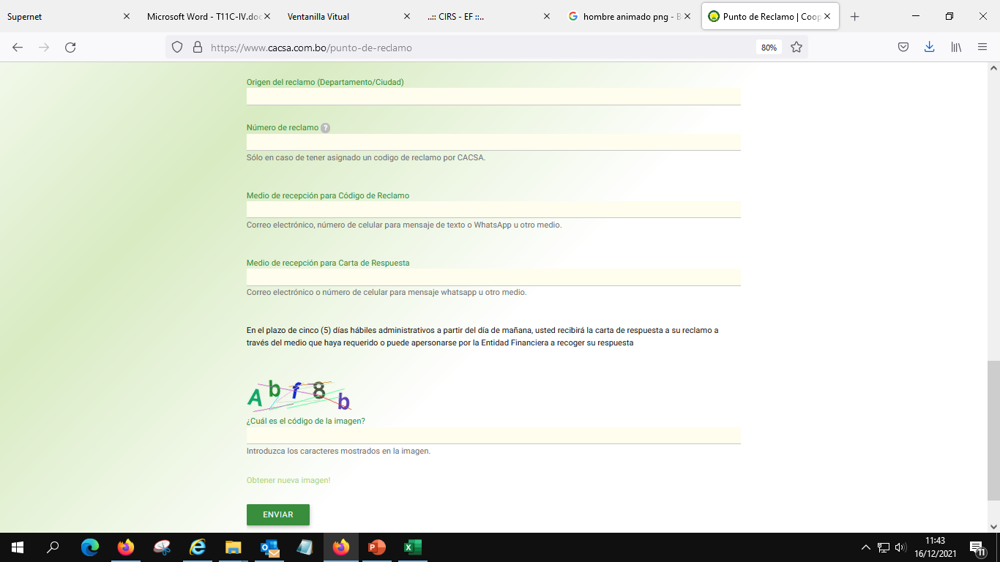 Supernet
Microsoft Word - T11C-IV.doc
Ventanilla Vitual
..:: CIRS - EF ::..
hombre animado png - B
Punto de Reclamo | Coop
https://www.cacsa.com.bo/punto-de-reclamo
80%
Origen del reclamo (Departamento/Ciudad)
Número de reclamo ?
Sólo en caso de tener asignado un codigo de reclamo por CACSA.
Medio de recepción para Código de Reclamo
Correo electrónico, número de celular para mensaje de texto o WhatsApp u otro medio.
Medio de recepción para Carta de Respuesta
Correo electrónico o número de celular para mensaje whatsapp u otro medio.
En el plazo de cinco (5) días hábiles administrativos a partir del día de mañana, usted recibirá la carta de respuesta a su reclamo a
través del medio que haya requerido o puede apersonarse por la Entidad Financiera a recoger su respuesta
Abf8b
¿Cuál es el código de la imagen?
Introduzca los caracteres mostrados en la imagen.
Obtener nueva imagen!
ENVIAR
11:43
16/12/2021
11